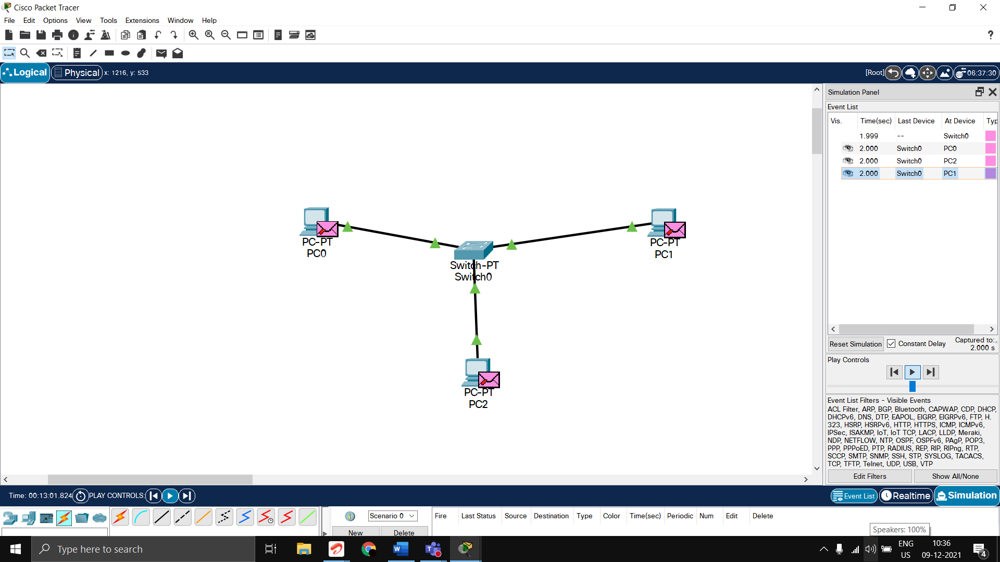 Cisco Packet Tracer
File Edit Options View Tools Extensions Window Help
?
Logical Physical x: 1216, y: 533 [Root] 06:37:30
Simulation Panel
Event List
Vis. Time(sec) Last Device At Device Typ
1.999 -- Switch0
2.000 Switch0 PC0
2.000 Switch0 PC2
2.000 Switch0 PC1
PC-PT
PC0
PC-PT
PC1
Switch-PT
Switch0
PC-PT
PC2
Reset Simulation Constant Delay Captured to:
2.000 s
Play Controls
Event List Filters - Visible Events
ACL Filter, ARP, BGP, Bluetooth, CAPWAP, CDP, DHCP,
DHCPv6, DNS, DTP, EAPOL, EIGRP, EIGRPv6, FTP, H.
323, HSRP, HSRPv6, HTTP, HTTPS, ICMP, ICMPv6,
IPSec, ISAKMP, IoT, IoT TCP, LACP, LLDP, Meraki,
NDP, NETFLOW, NTP, OSPF, OSPFv6, PAgP, POP3,
PPP, PPPoED, PTP, RADIUS, REP, RIP, RIPng, RTP,
SCCP, SMTP, SNMP, SSH, STP, SYSLOG, TACACS,
TCP, TFTP, Telnet, UDP, USB, VTP
Edit Filters Show All/None
Time: 00:13:01.824 PLAY CONTROLS: Event List Realtime Simulation
Scenario 0 Fire Last Status Source Destination Type Color Time(sec) Periodic Num Edit Delete
New Delete
Speakers: 100%
Type here to search
ENG
US
10:36
09-12-2021
4